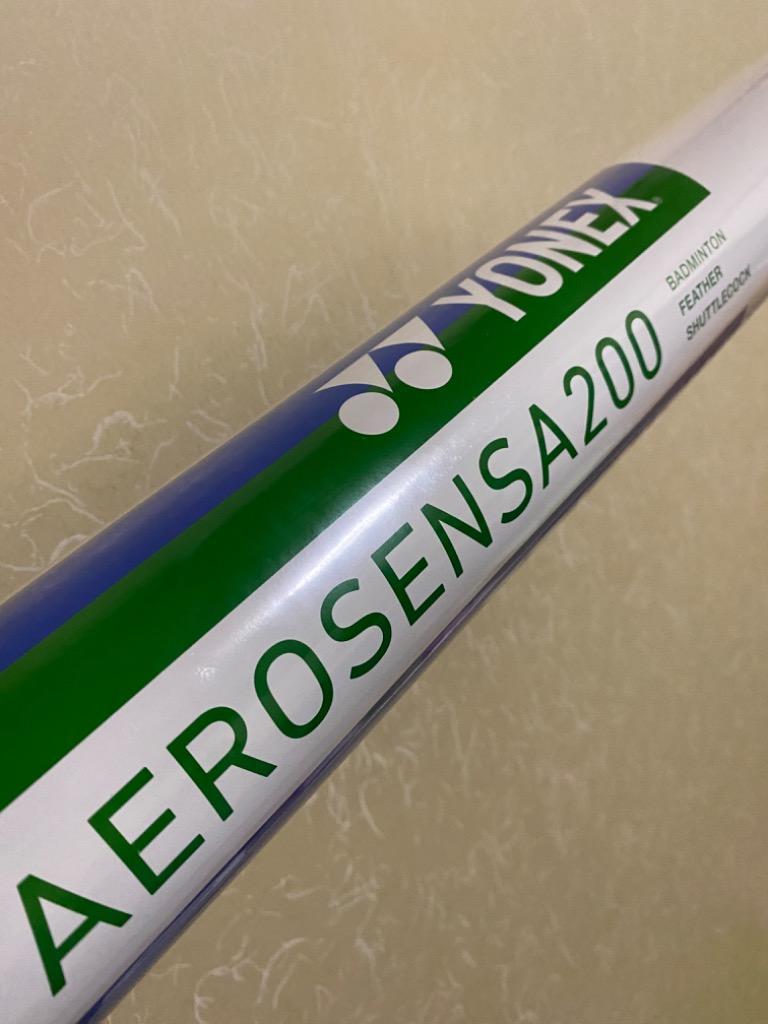 YONEX
AEROSENSA200
BADMINTON
FEATHER
SHUTTLECOCK